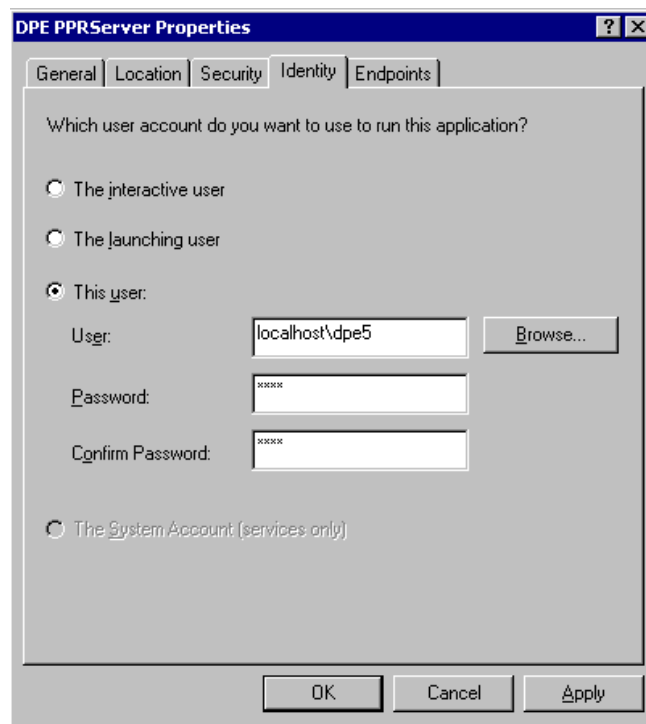 DPE PPRServer Properties
General Location Security Identity Endpoints
Which user account do you want to use to run this application?
The interactive user
The launching user
This user:
User: localhost\dpe5 Browse...
Password: ****
Confirm Password: ****
The System Account (services only)
OK Cancel Apply